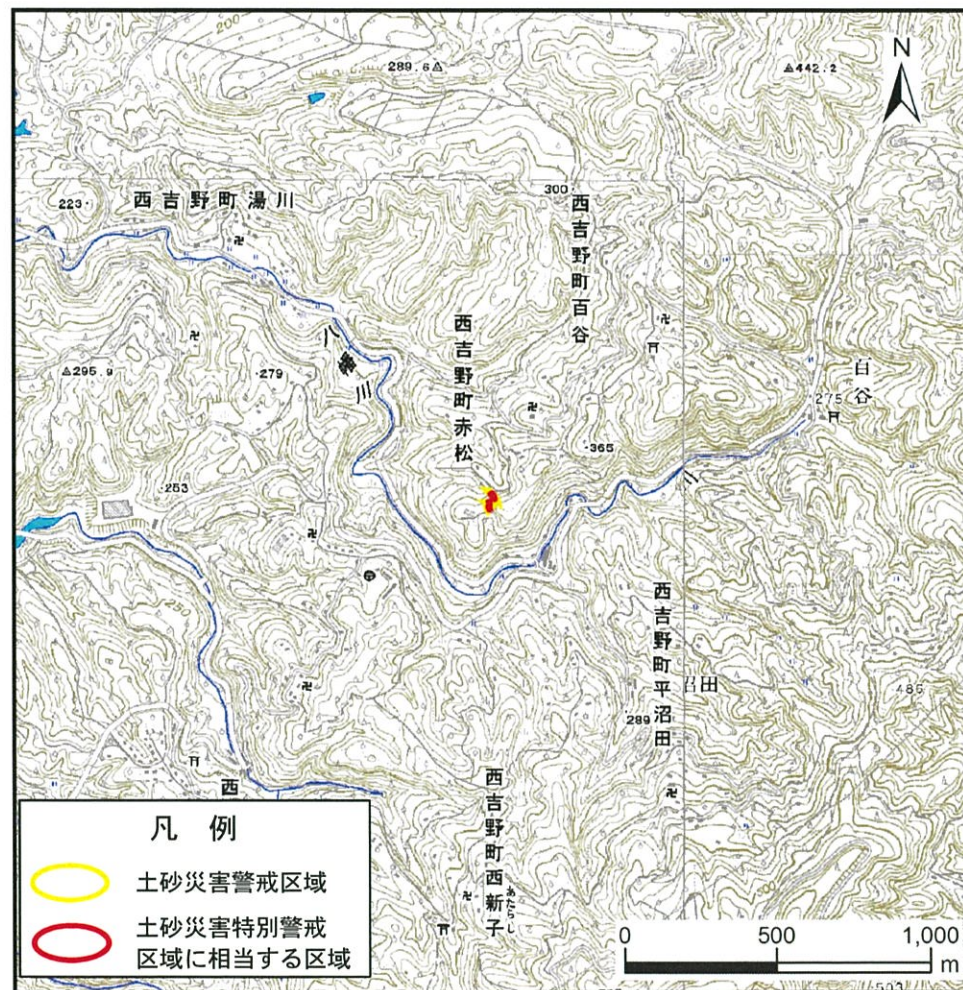 200
289.6
442.2
N
300
223
西吉野町湯川
西吉野町百谷
西吉野町赤松
295.9
279
百谷
275
365
253
250
西吉野町平沼田
沼田
485
289
西
西吉野町西新子
あたらし
凡 例
土砂災害警戒区域
土砂災害特別警戒
区域に相当する区域
0
500
1,000
m
503